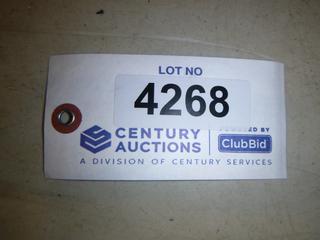 LOT NO
4268
CENTURY AUCTIONS
BY
ClubBid
A DIVISION OF CENTURY SERVICES